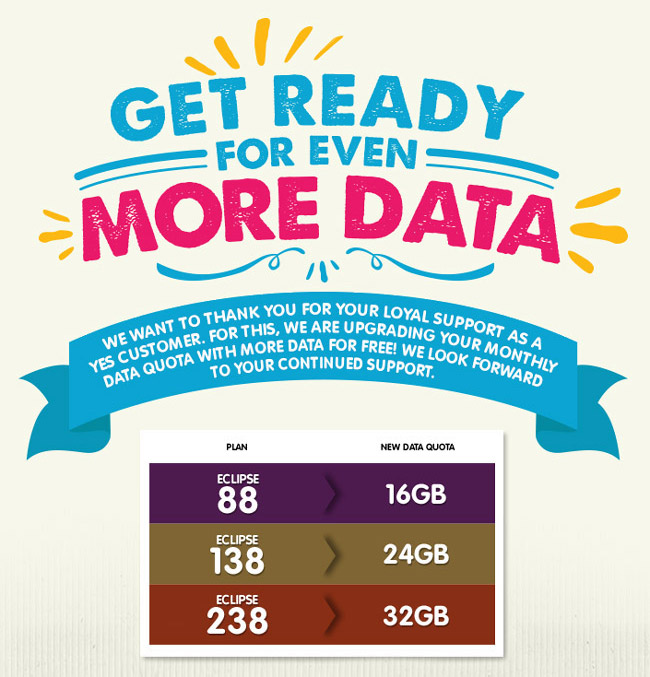 GET READY
FOR EVEN
MORE DATA
WE WANT TO THANK YOU FOR YOUR LOYAL SUPPORT AS A
YES CUSTOMER. FOR THIS, WE ARE UPGRADING YOUR MONTHLY
DATA QUOTA WITH MORE DATA FOR FREE! WE LOOK FORWARD
TO YOUR CONTINUED SUPPORT.
PLAN NEW DATA QUOTA
ECLIPSE
88 16GB
ECLIPSE
138 24GB
ECLIPSE
238 32GB